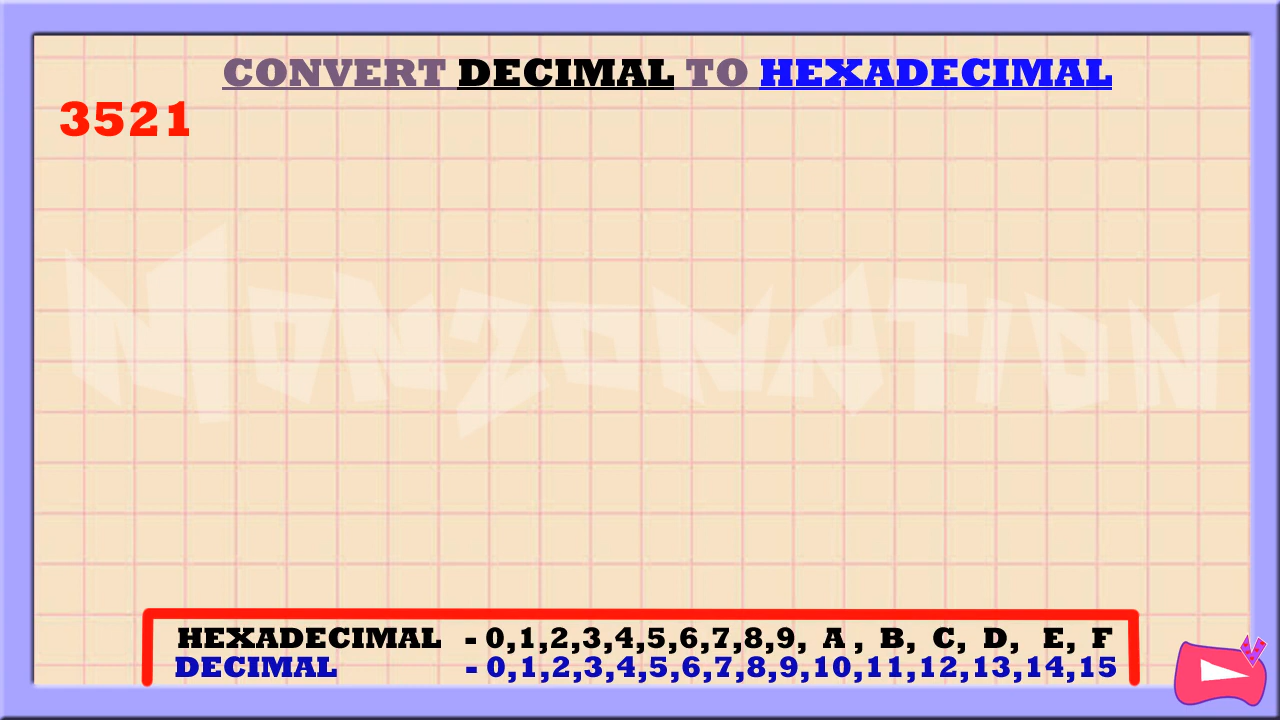 CONVERT DECIMAL TO HEXADECIMAL
3521
MONZONATION
HEXADECIMAL - 0,1,2,3,4,5,6,7,8,9, A , B, C, D, E, F
DECIMAL - 0,1,2,3,4,5,6,7,8,9,10,11,12,13,14,15